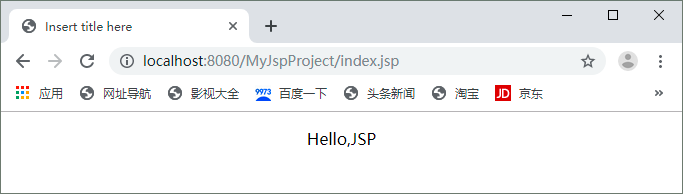 Insert title here
localhost:8080/MyJspProject/index.jsp
应用 网址导航 影视大全 9973 百度一下 头条新闻 淘宝 JD 京东
Hello,JSP